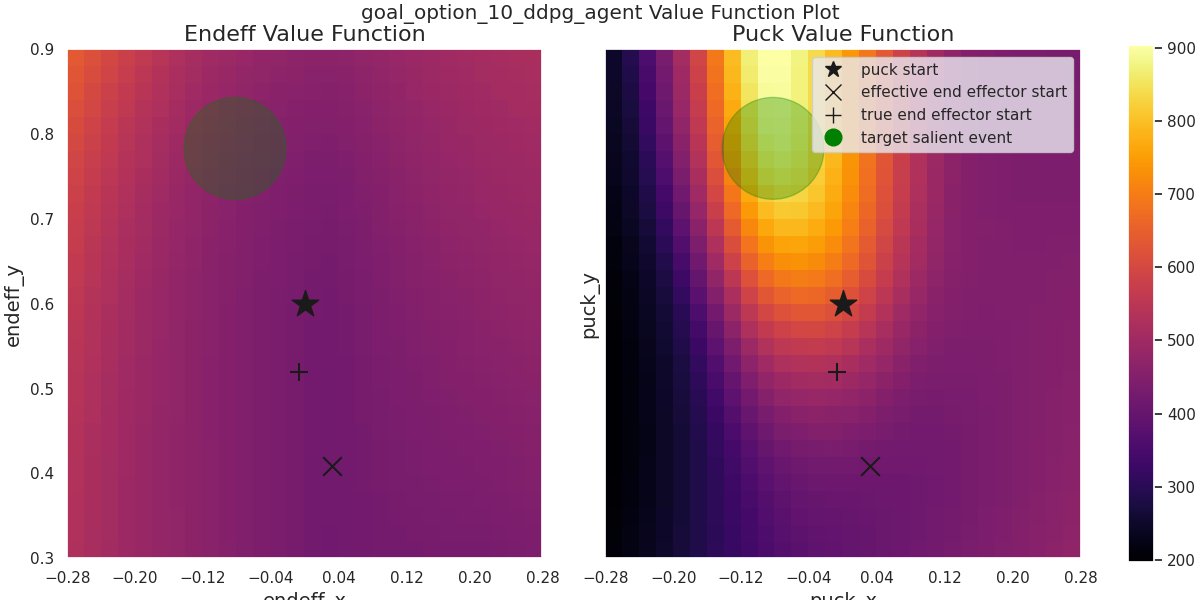 goal_option_10_ddpg_agent Value Function Plot
Endeff Value Function
Puck Value Function
endeff_y
0.9
0.8
0.7
0.6
0.5
0.4
0.3
−0.28 −0.20 −0.12 −0.04 0.04 0.12 0.20 0.28
endeff_x
puck_y
puck start
effective end effector start
true end effector start
target salient event
−0.28 −0.20 −0.12 −0.04 0.04 0.12 0.20 0.28
puck_x
900
800
700
600
500
400
300
200